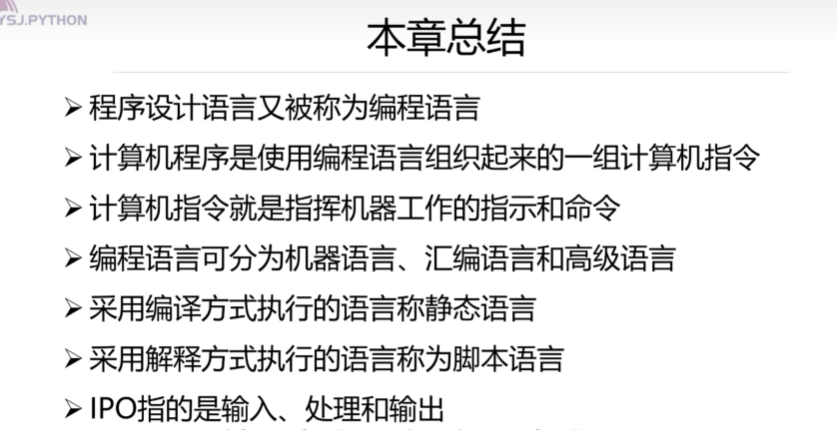 YSJ.PYTHON
本章总结
➢ 程序设计语言又被称为编程语言
➢ 计算机程序是使用编程语言组织起来的一组计算机指令
➢ 计算机指令就是指挥机器工作的指示和命令
➢ 编程语言可分为机器语言、汇编语言和高级语言
➢ 采用编译方式执行的语言称静态语言
➢ 采用解释方式执行的语言称为脚本语言
➢ IPO指的是输入、处理和输出